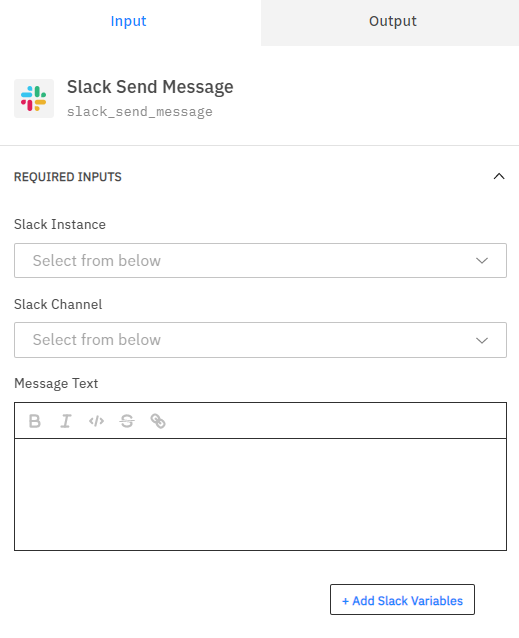 Input Output
Slack Send Message
slack_send_message
REQUIRED INPUTS
Slack Instance
Select from below
Slack Channel
Select from below
Message Text
B I </> S
+ Add Slack Variables